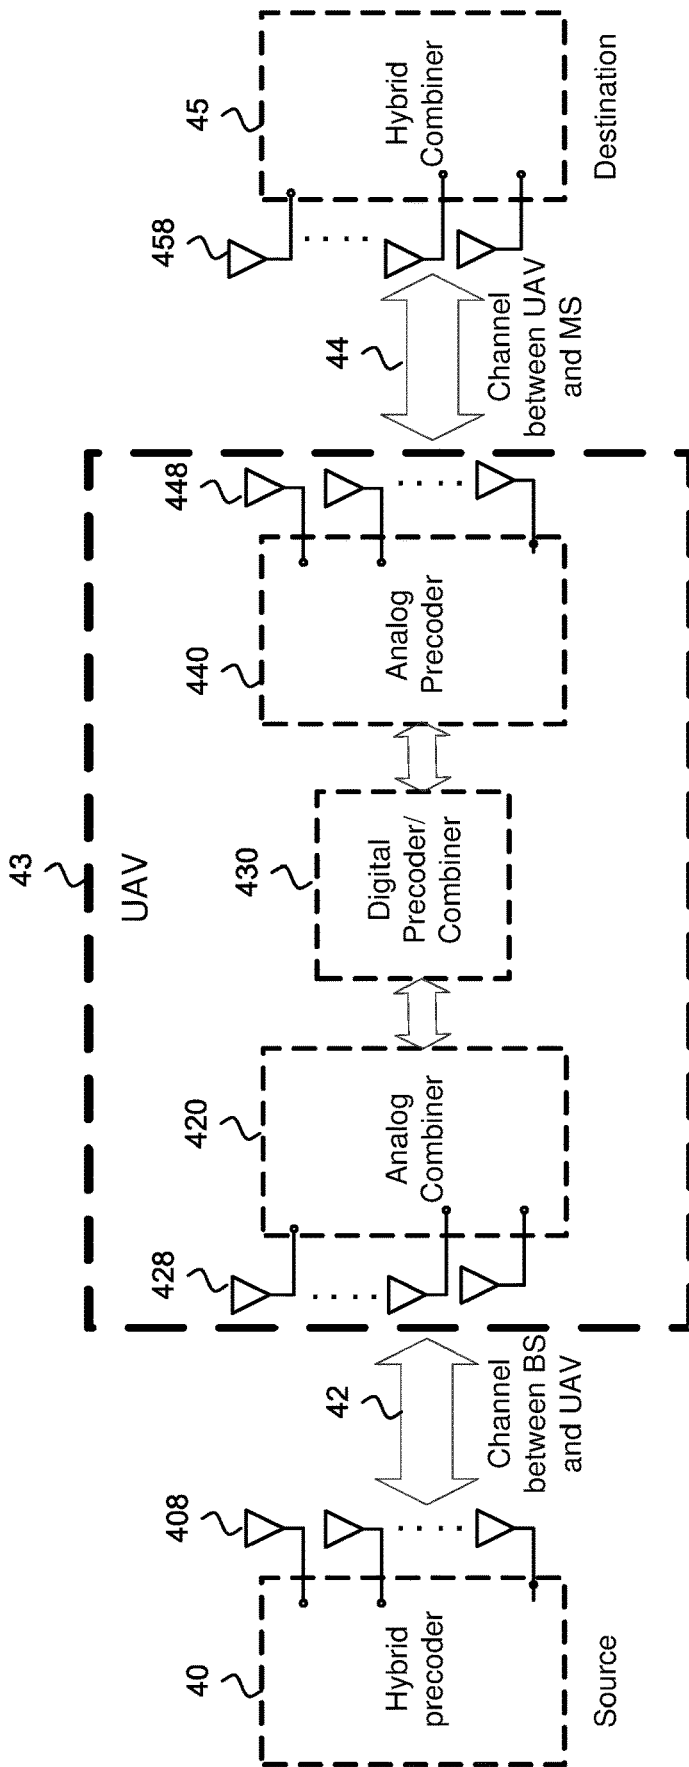 40
Hybrid
precoder
Source
408
42
Channel
between BS
and UAV
43
UAV
428
420
Analog
Combiner
430
Digital
Precoder/
Combiner
440
Analog
Precoder
448
44
Channel
between UAV
and MS
458
45
Hybrid
Combiner
Destination